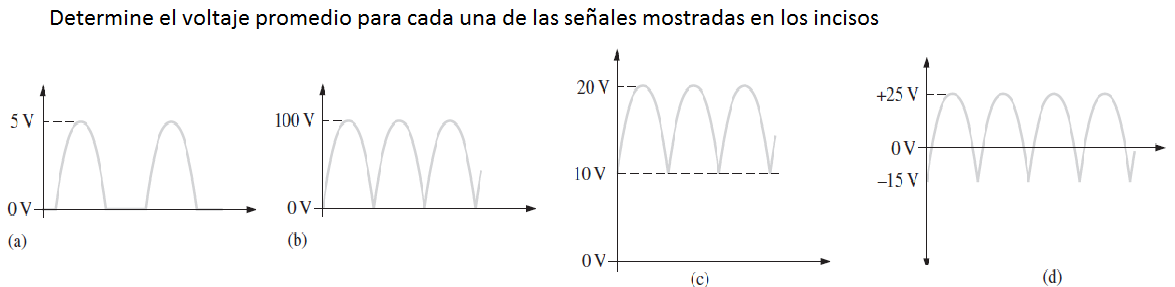 Determine el voltaje promedio para cada una de las señales mostradas en los incisos
5 V
0 V
(a)
100 V
0 V
(b)
20 V
10 V
0 V
(c)
+25 V
0 V
–15 V
(d)